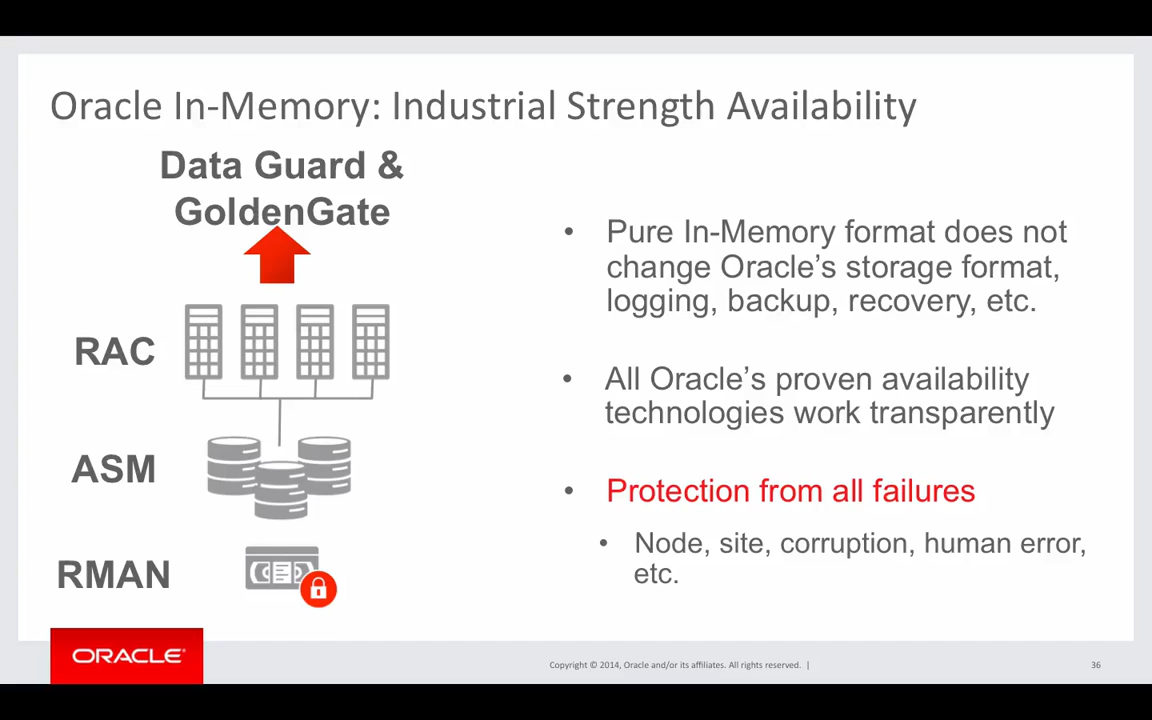 Oracle In-Memory: Industrial Strength Availability
Data Guard &
GoldenGate
RAC
ASM
RMAN
• Pure In-Memory format does not
change Oracle’s storage format,
logging, backup, recovery, etc.
• All Oracle’s proven availability
technologies work transparently
• Protection from all failures
• Node, site, corruption, human error,
etc.
ORACLE®
Copyright © 2014, Oracle and/or its affiliates. All rights reserved. |
36